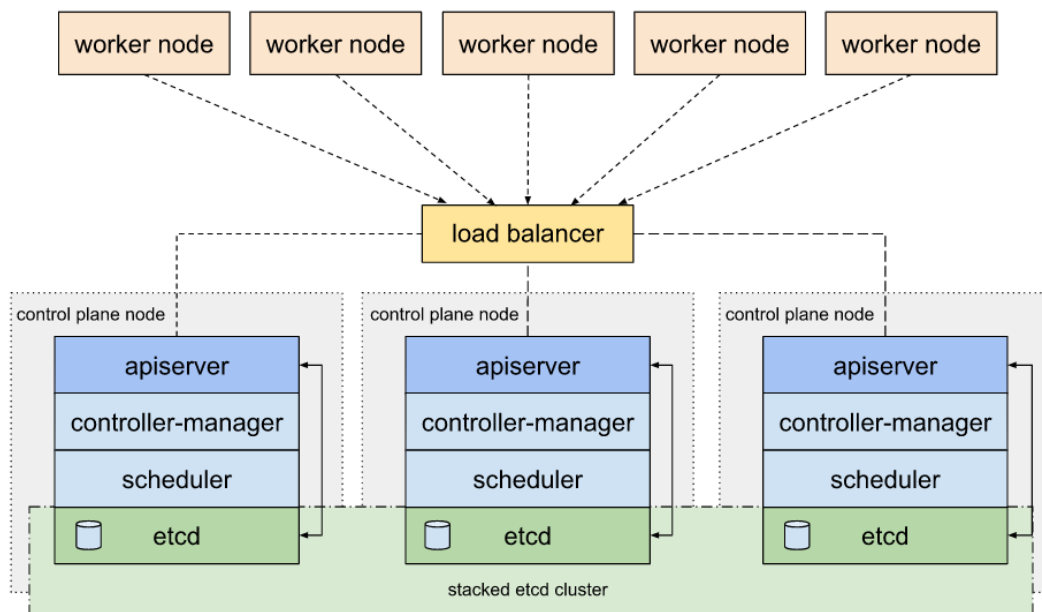 worker node
worker node
worker node
worker node
worker node
load balancer
control plane node
control plane node
control plane node
apiserver
apiserver
apiserver
controller-manager
controller-manager
controller-manager
scheduler
scheduler
scheduler
etcd
etcd
etcd
stacked etcd cluster